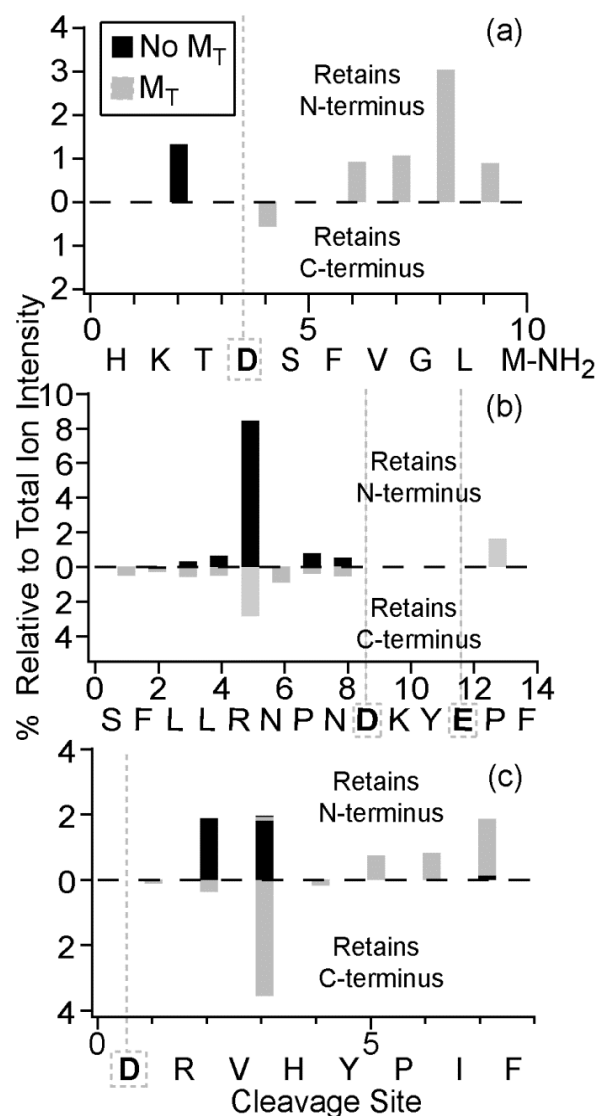 % Relative to Total Ion Intensity
4
3
2
1
0
1
2
No M_T
M_T
(a)
Retains
N-terminus
Retains
C-terminus
0 5 10
H K T D S F V G L M-NH₂
10
8
6
4
2
0
2
4
(b)
Retains
N-terminus
Retains
C-terminus
0 2 4 6 8 10 12 14
S F L L R N P N D K Y E P F
4
2
0
2
4
(c)
Retains
N-terminus
Retains
C-terminus
0 5
D R V H Y P I F
Cleavage Site